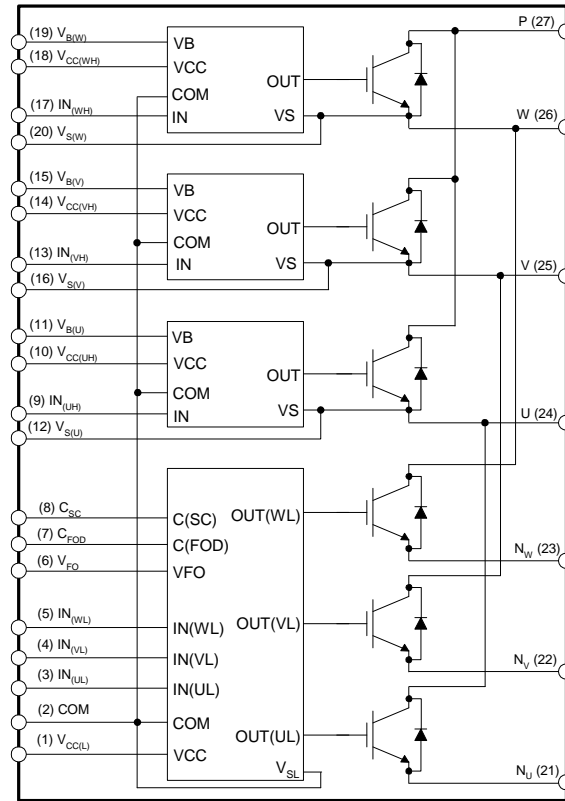 (19) VB(W)
(18) VCC(WH)
(17) IN(WH)
(20) VS(W)
VB
VCC
COM
IN
OUT
VS
P (27)
W (26)
(15) VB(V)
(14) VCC(VH)
(13) IN(VH)
(16) VS(V)
VB
VCC
COM
IN
OUT
VS
V (25)
(11) VB(U)
(10) VCC(UH)
(9) IN(UH)
(12) VS(U)
VB
VCC
COM
IN
OUT
VS
U (24)
(8) CSC
(7) CFOD
(6) VFO
(5) IN(WL)
(4) IN(VL)
(3) IN(UL)
(2) COM
(1) VCC(L)
C(SC)
C(FOD)
VFO
IN(WL)
IN(VL)
IN(UL)
COM
VCC
OUT(WL)
OUT(VL)
OUT(UL)
VSL
NW (23)
NV (22)
NU (21)